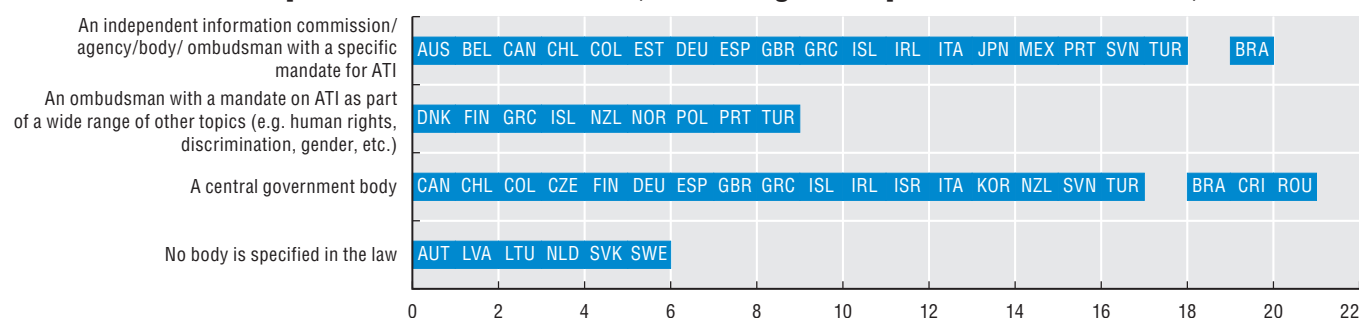 An independent information commission/
agency/body/ ombudsman with a specific
mandate for ATI
AUS BEL CAN CHL COL EST DEU ESP GBR GRC ISL IRL ITA JPN MEX PRT SVN TUR BRA
An ombudsman with a mandate on ATI as part
of a wide range of other topics (e.g. human rights,
discrimination, gender, etc.)
DNK FIN GRC ISL NZL NOR POL PRT TUR
A central government body
CAN CHL COL CZE FIN DEU ESP GBR GRC ISL IRL ISR ITA KOR NZL SVN TUR BRA CRI ROU
No body is specified in the law
AUT LVA LTU NLD SVK SWE
0 2 4 6 8 10 12 14 16 18 20 22